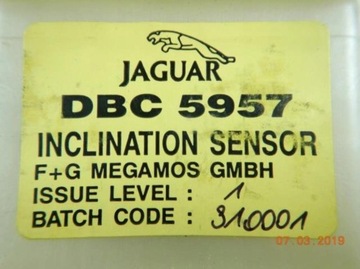 JAGUAR
DBC 5957
INCLINATION SENSOR
F+G MEGAMOS GMBH
ISSUE LEVEL : 1
BATCH CODE : 310001
07.03.2019